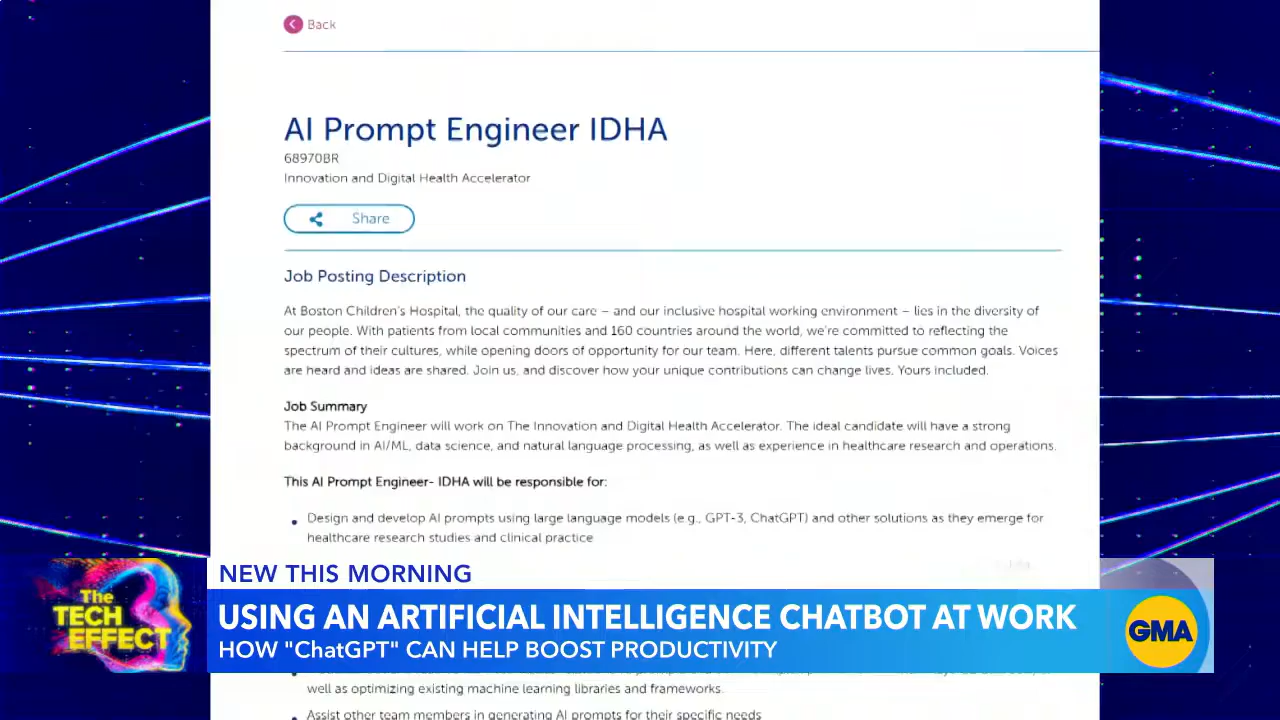 Back
AI Prompt Engineer IDHA
68970BR
Innovation and Digital Health Accelerator
Share
Job Posting Description
At Boston Children's Hospital, the quality of our care – and our inclusive hospital working environment – lies in the diversity of
our people. With patients from local communities and 160 countries around the world, we're committed to reflecting the
spectrum of their cultures, while opening doors of opportunity for our team. Here, different talents pursue common goals. Voices
are heard and ideas are shared. Join us, and discover how your unique contributions can change lives. Yours included.
Job Summary
The AI Prompt Engineer will work on The Innovation and Digital Health Accelerator. The ideal candidate will have a strong
background in AI/ML, data science, and natural language processing, as well as experience in healthcare research and operations.
This AI Prompt Engineer- IDHA will be responsible for:
Design and develop AI prompts using large language models (e.g., GPT-3, ChatGPT) and other solutions as they emerge for
healthcare research studies and clinical practice
The
TECH
EFFECT
NEW THIS MORNING
USING AN ARTIFICIAL INTELLIGENCE CHATBOT AT WORK
HOW "ChatGPT" CAN HELP BOOST PRODUCTIVITY
GMA
well as optimizing existing machine learning libraries and frameworks.
Assist other team members in generating AI prompts for their specific needs